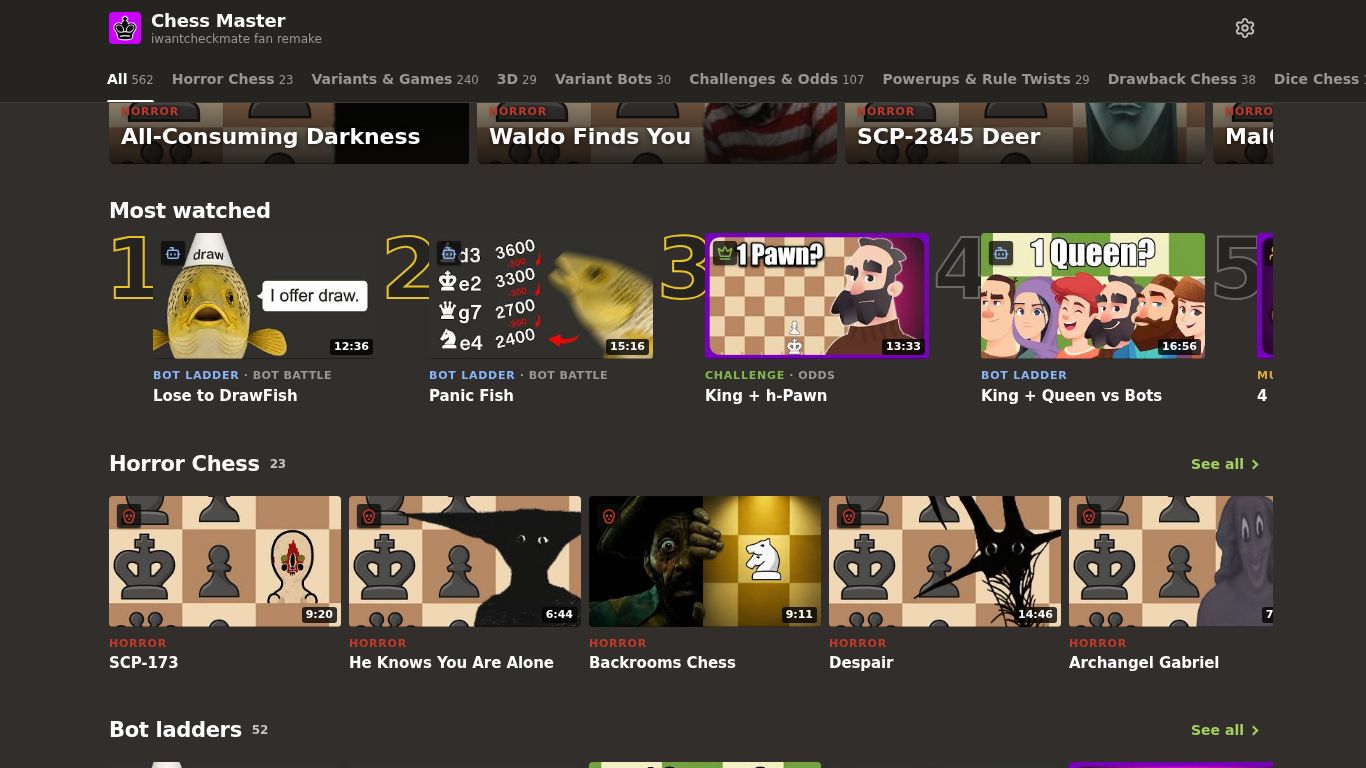 Chess Master
iwantcheckmate fan remake
All 562 Horror Chess 23 Variants & Games 240 3D 29 Variant Bots 30 Challenges & Odds 107 Powerups & Rule Twists 29 Drawback Chess 38 Dice Chess
HORROR
All-Consuming Darkness
HORROR
Waldo Finds You
HORROR
SCP-2845 Deer
HORRO
Most watched
1
draw
I offer draw.
12:36
BOT LADDER · BOT BATTLE
Lose to DrawFish
2
d3 3600
-300
e2 3300
-300
g7 2700
-300
e4 2400
15:16
BOT LADDER · BOT BATTLE
Panic Fish
3
1 Pawn?
13:33
CHALLENGE · ODDS
King + h-Pawn
4
1 Queen?
16:56
BOT LADDER
King + Queen vs Bots
5
MU
4
Horror Chess 23
See all
9:20
HORROR
SCP-173
6:44
HORROR
He Knows You Are Alone
9:11
HORROR
Backrooms Chess
14:46
HORROR
Despair
7
HORROR
Archangel Gabriel
Bot ladders 52
See all